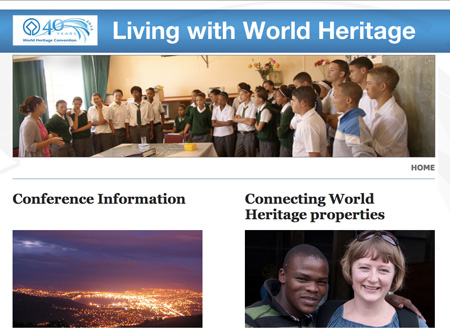 40
YEARS
World Heritage Convention
Living with World Heritage
HOME
Conference Information
Connecting World
Heritage properties